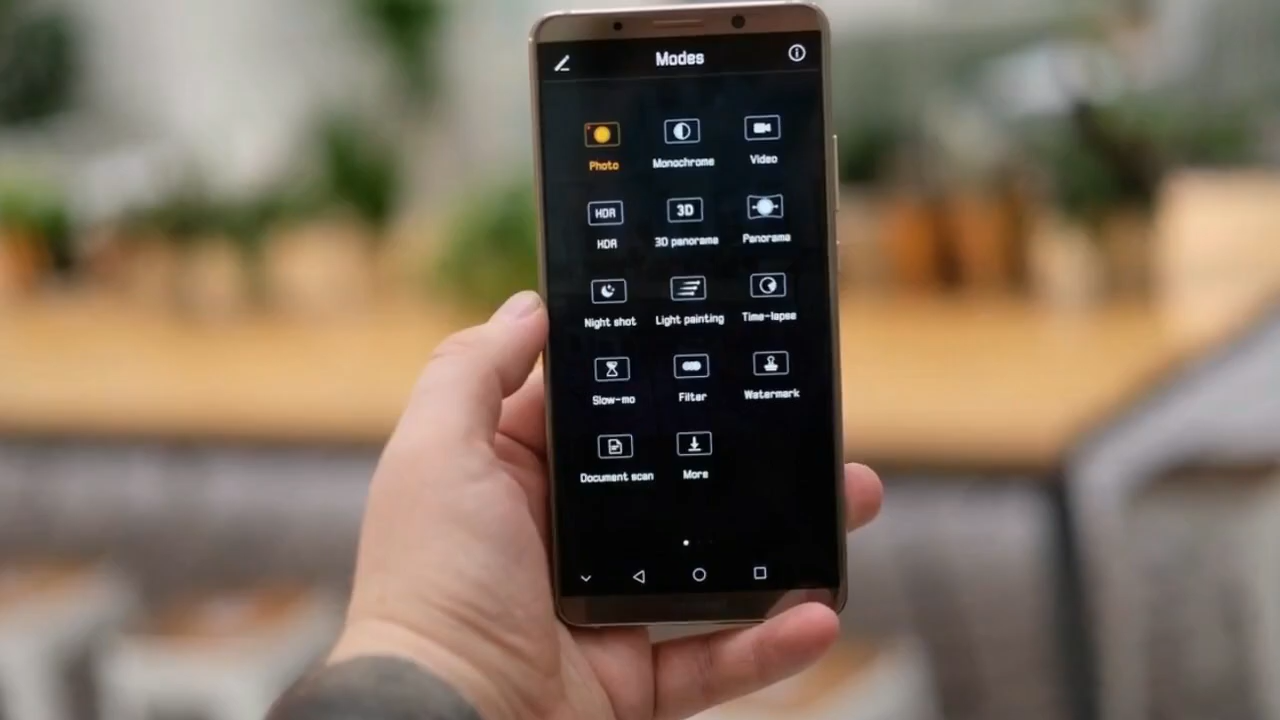 Modes
Photo
Monochrome
Video
HDR
3D
HDR
3D panorama
Panorama
Night shot
Light painting
Time-lapse
Slow-mo
Filter
Watermark
Document scan
More